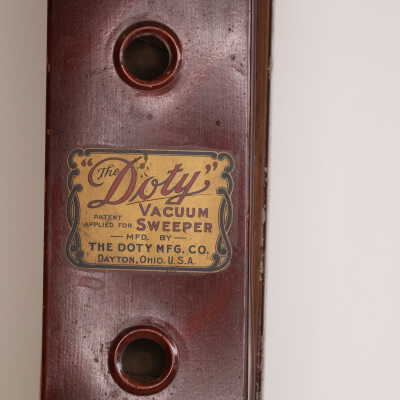 "The Doty"
PATENT APPLIED FOR VACUUM SWEEPER
— MFD. BY —
THE DOTY MFG. CO.
DAYTON, OHIO. U.S.A.